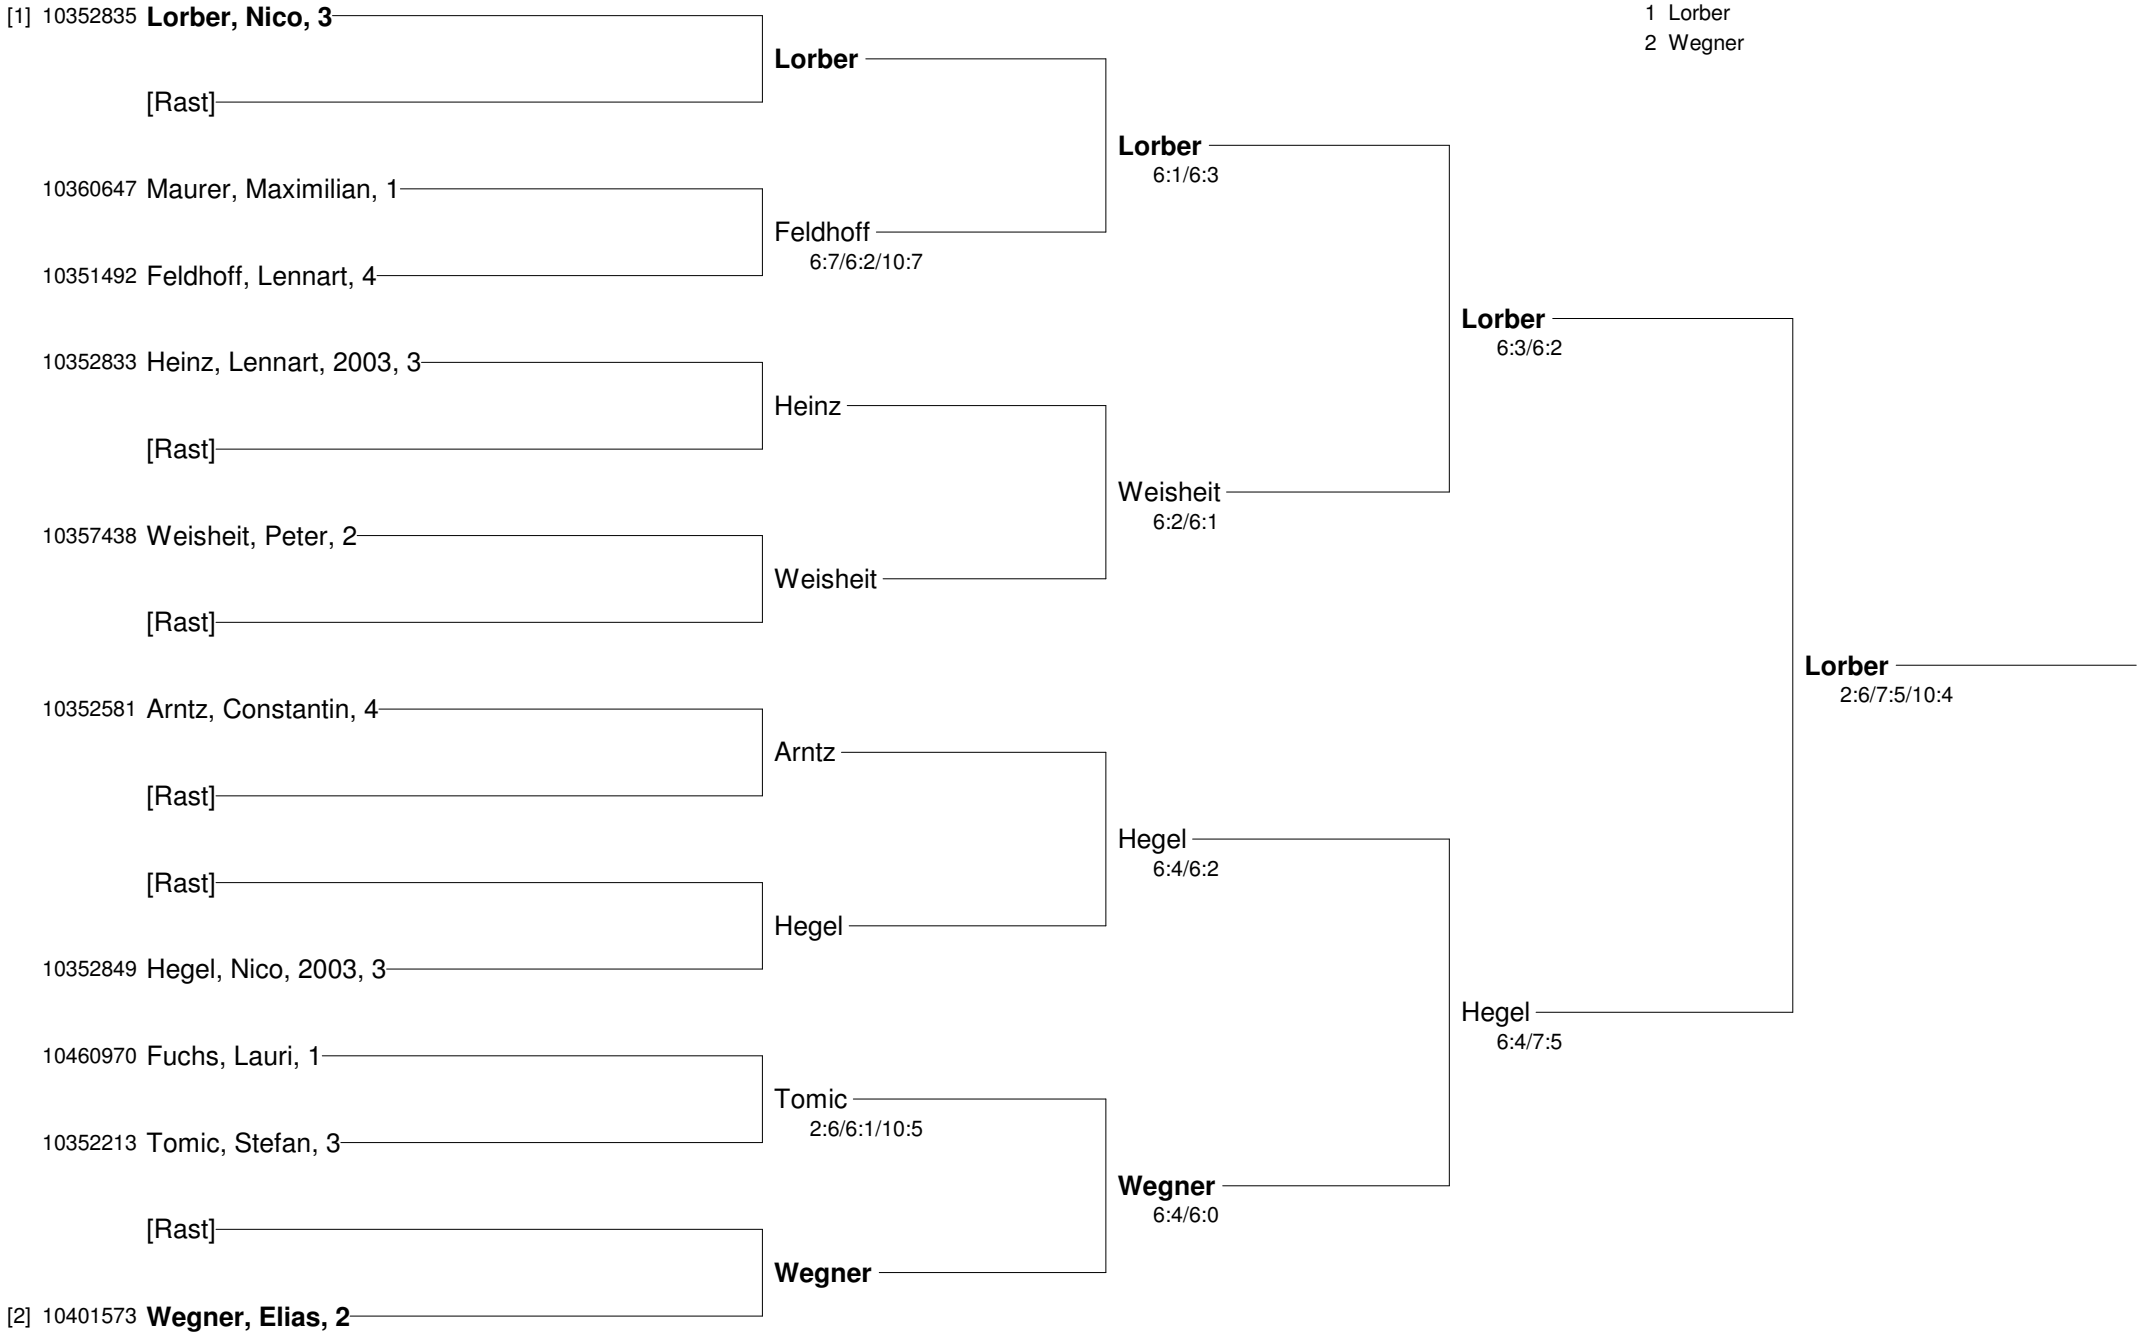 [1] 10352835 Lorber, Nico, 3
1 Lorber
2 Wegner
Lorber
[Rast]
Lorber
6:1/6:3
10360647 Maurer, Maximilian, 1
Feldhoff
6:7/6:2/10:7
10351492 Feldhoff, Lennart, 4
Lorber
6:3/6:2
10352833 Heinz, Lennart, 2003, 3
Heinz
[Rast]
Weisheit
6:2/6:1
10357438 Weisheit, Peter, 2
Weisheit
[Rast]
Lorber
2:6/7:5/10:4
10352581 Arntz, Constantin, 4
Arntz
[Rast]
Hegel
6:4/6:2
[Rast]
Hegel
10352849 Hegel, Nico, 2003, 3
Hegel
6:4/7:5
10460970 Fuchs, Lauri, 1
Tomic
2:6/6:1/10:5
10352213 Tomic, Stefan, 3
Wegner
6:4/6:0
[Rast]
Wegner
[2] 10401573 Wegner, Elias, 2